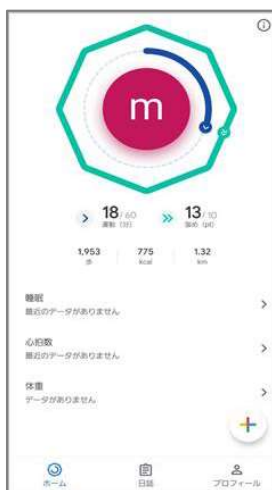 m
18/60
運動 (分)
13/10
強め (pt)
1,953
歩
775
kcal
1.32
km
睡眠
最近のデータがありません
心拍数
最近のデータがありません
体重
データがありません
ホーム
日誌
プロフィール